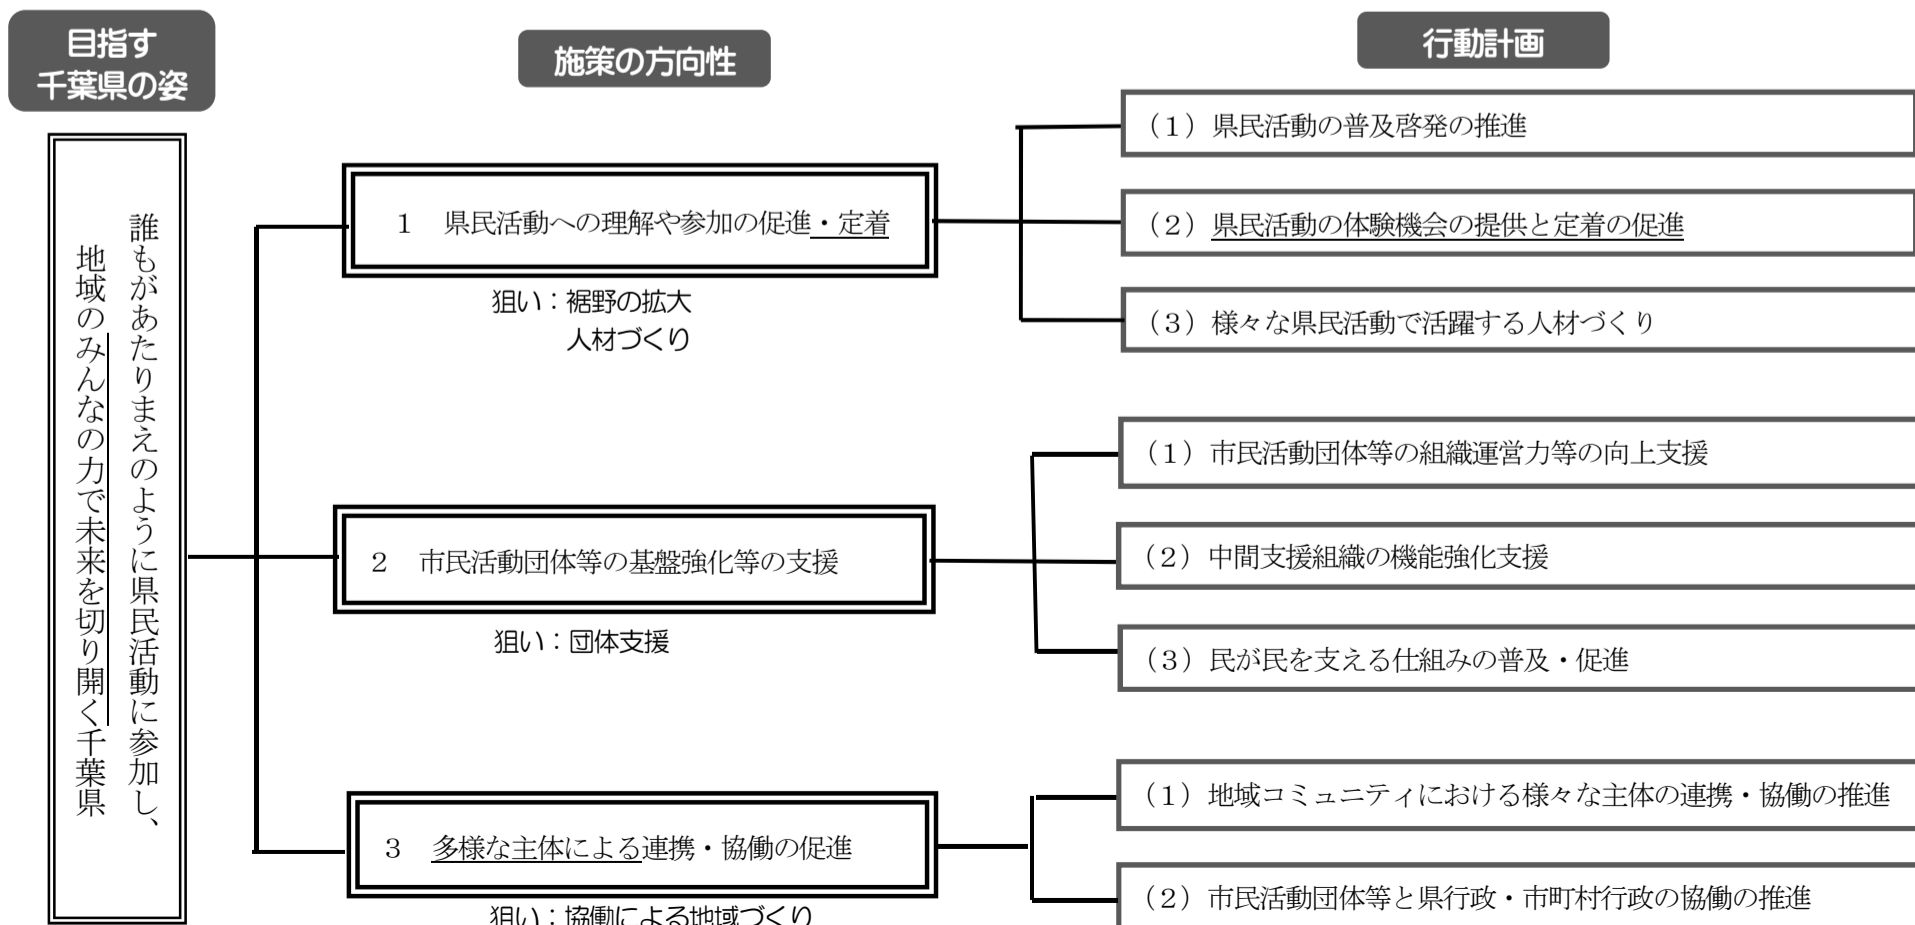 目指す
千葉県の姿
誰もがあたりまえのように県民活動に参加し、
地域のみんなの力で未来を切り開く千葉県
施策の方向性
1 県民活動への理解や参加の促進・定着
狙い：裾野の拡大
人材づくり
2 市民活動団体等の基盤強化等の支援
狙い：団体支援
3 多様な主体による連携・協働の促進
狙い：協働による地域づくり
行動計画
（1）県民活動の普及啓発の推進
（2）県民活動の体験機会の提供と定着の促進
（3）様々な県民活動で活躍する人材づくり
（1）市民活動団体等の組織運営力等の向上支援
（2）中間支援組織の機能強化支援
（3）民が民を支える仕組みの普及・促進
（1）地域コミュニティにおける様々な主体の連携・協働の推進
（2）市民活動団体等と県行政・市町村行政の協働の推進